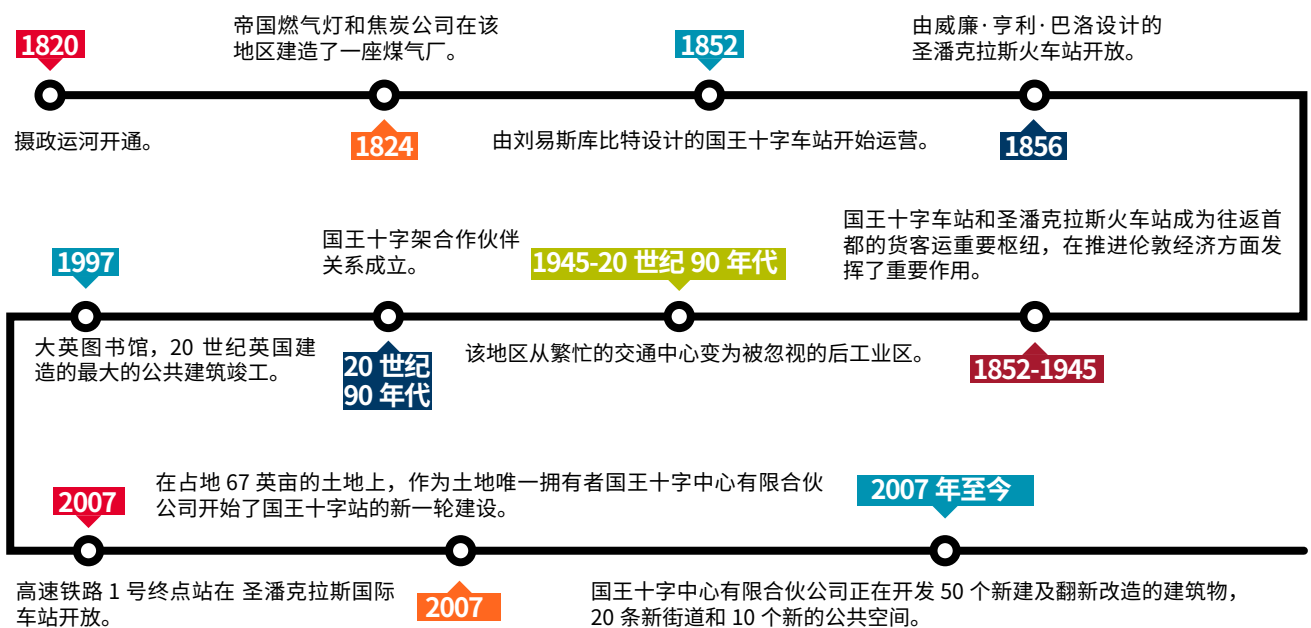 1820
摄政运河开通。
帝国燃气灯和焦炭公司在该
地区建造了一座煤气厂。
1824
1852
由刘易斯库比特设计的国王十字车站开始运营。
由威廉·亨利·巴洛设计的
圣潘克拉斯火车站开放。
1856
国王十字车站和圣潘克拉斯火车站成为往返首
都的货客运重要枢纽，在推进伦敦经济方面发
挥了重要作用。
1852-1945
1945-20 世纪 90 年代
该地区从繁忙的交通中心变为被忽视的后工业区。
国王十字架合作伙伴
关系成立。
20 世纪
90 年代
1997
大英图书馆，20 世纪英国建
造的最大的公共建筑竣工。
2007
高速铁路 1 号终点站在 圣潘克拉斯国际
车站开放。
在占地 67 英亩的土地上，作为土地唯一拥有者国王十字中心有限合伙
公司开始了国王十字站的新一轮建设。
2007
2007 年至今
国王十字中心有限合伙公司正在开发 50 个新建及翻新改造的建筑物，
20 条新街道和 10 个新的公共空间。